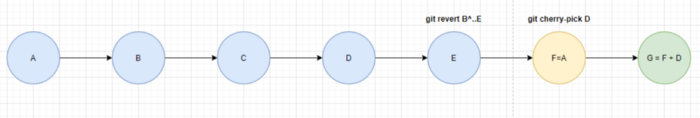 git revert B^..E
git cherry-pick D
A
B
C
D
E
F=A
G = F + D